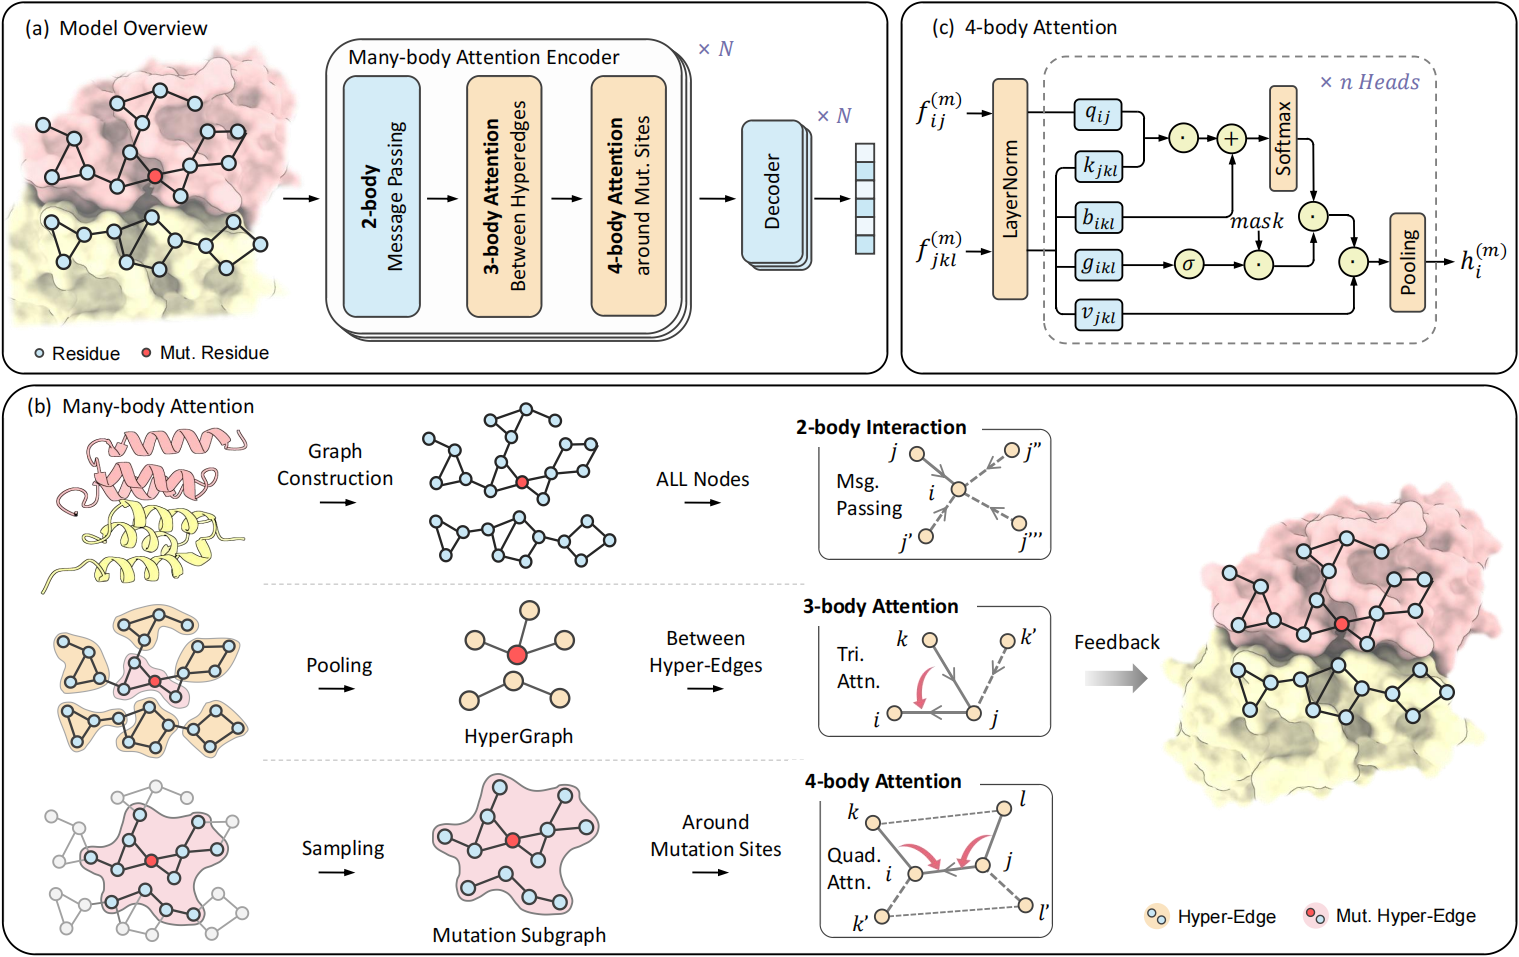 (a) Model Overview
Many-body Attention Encoder
× N
2-body
Message Passing
3-body Attention
Between Hyperedges
4-body Attention
around Mut. Sites
Decoder
× N
Residue
Mut. Residue
(c) 4-body Attention
f_{ij}^{(m)}
f_{jkl}^{(m)}
LayerNorm
× n Heads
q_{ij}
k_{jkl}
b_{ikl}
g_{ikl}
v_{jkl}
·
+
Softmax
mask
σ
·
·
·
Pooling
h_i^{(m)}
(b) Many-body Attention
Graph
Construction
ALL Nodes
2-body Interaction
Msg.
Passing
j
j''
i
j'
j'''
Pooling
HyperGraph
Between
Hyper-Edges
3-body Attention
Tri.
Attn.
k
k'
i
j
Feedback
Sampling
Mutation Subgraph
Around
Mutation Sites
4-body Attention
Quad.
Attn.
k
l
i
j
k'
l'
Hyper-Edge
Mut. Hyper-Edge